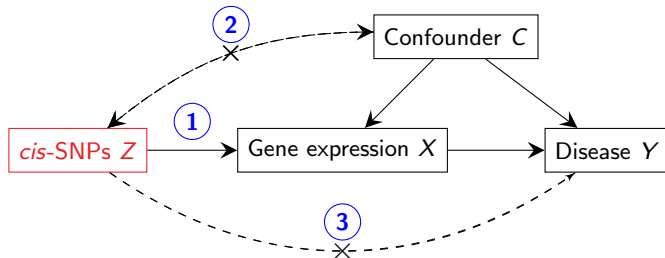 2
Confounder C
1
cis-SNPs Z
Gene expression X
Disease Y
3